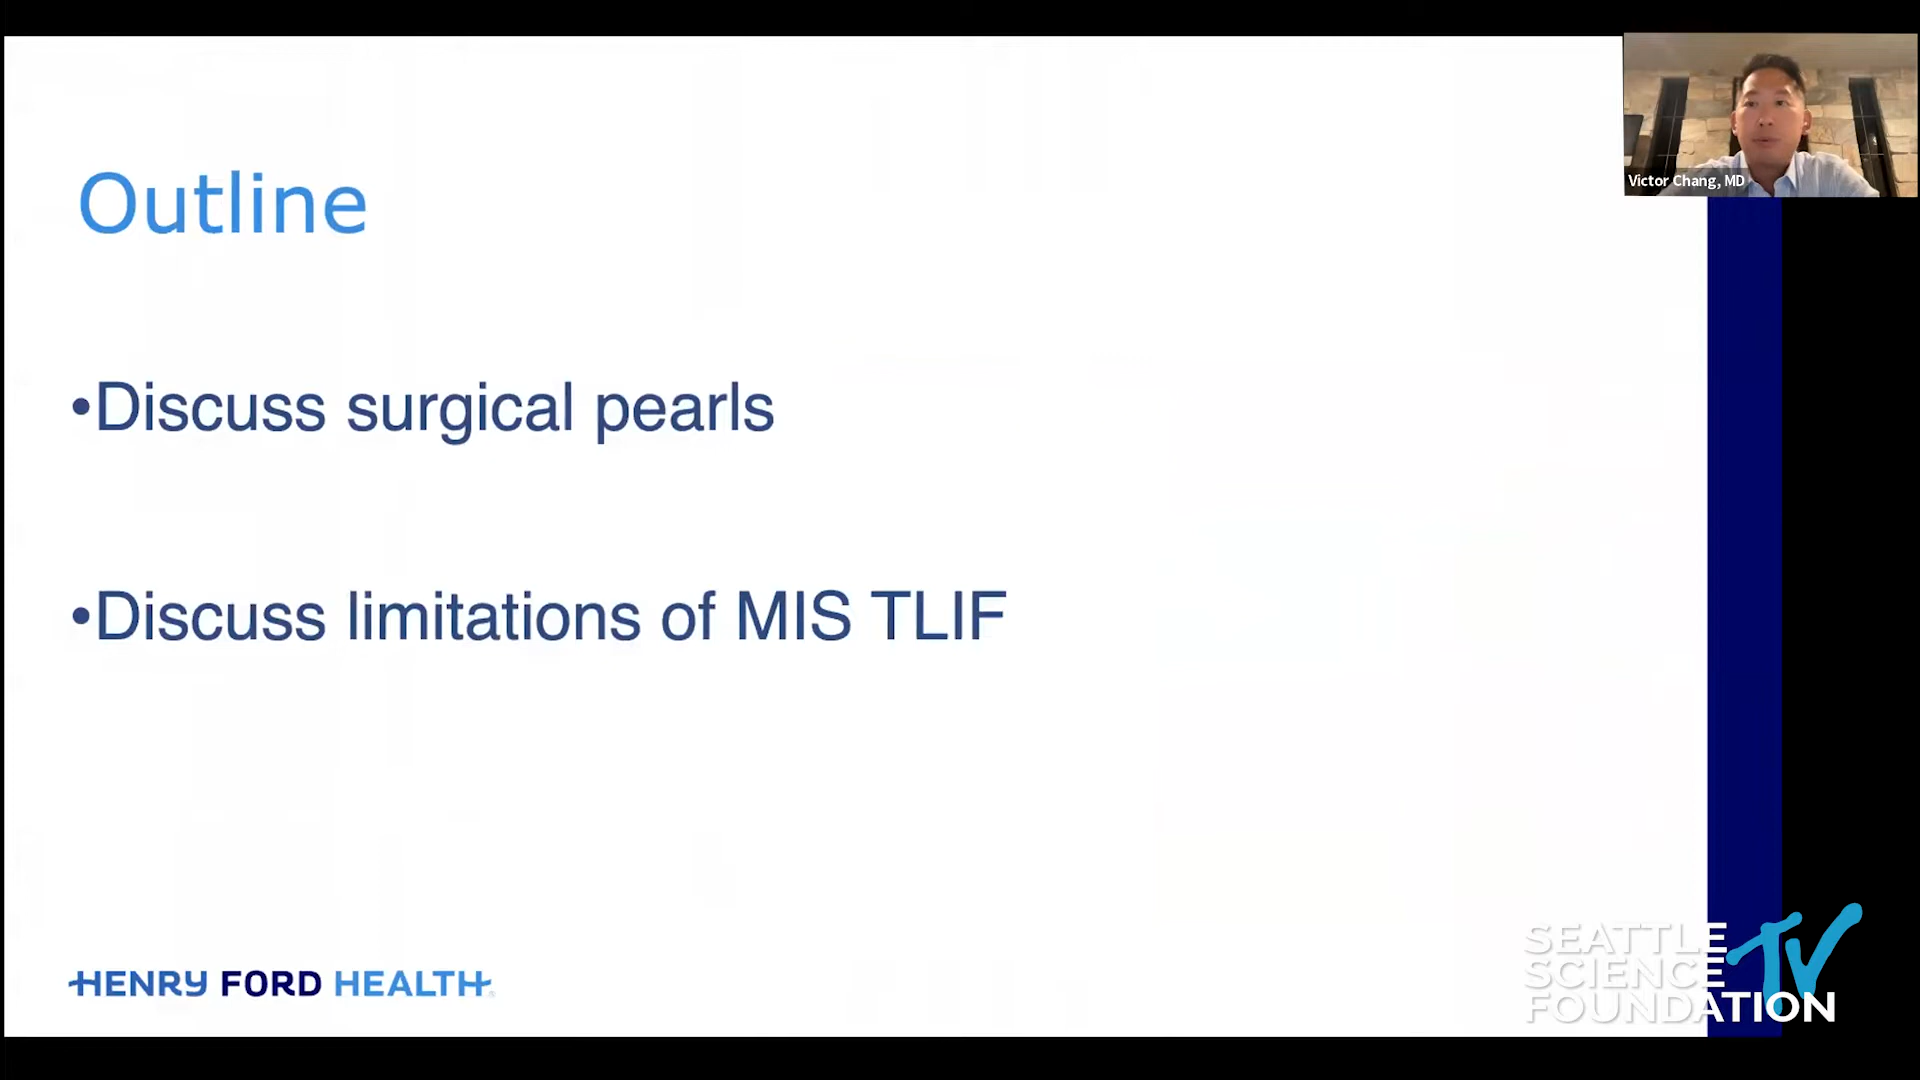 Victor Chang, MD
Outline
•Discuss surgical pearls
•Discuss limitations of MIS TLIF
HENRY FORD HEALTH
SEATTLE
SCIENCE
FOUNDATION
TV